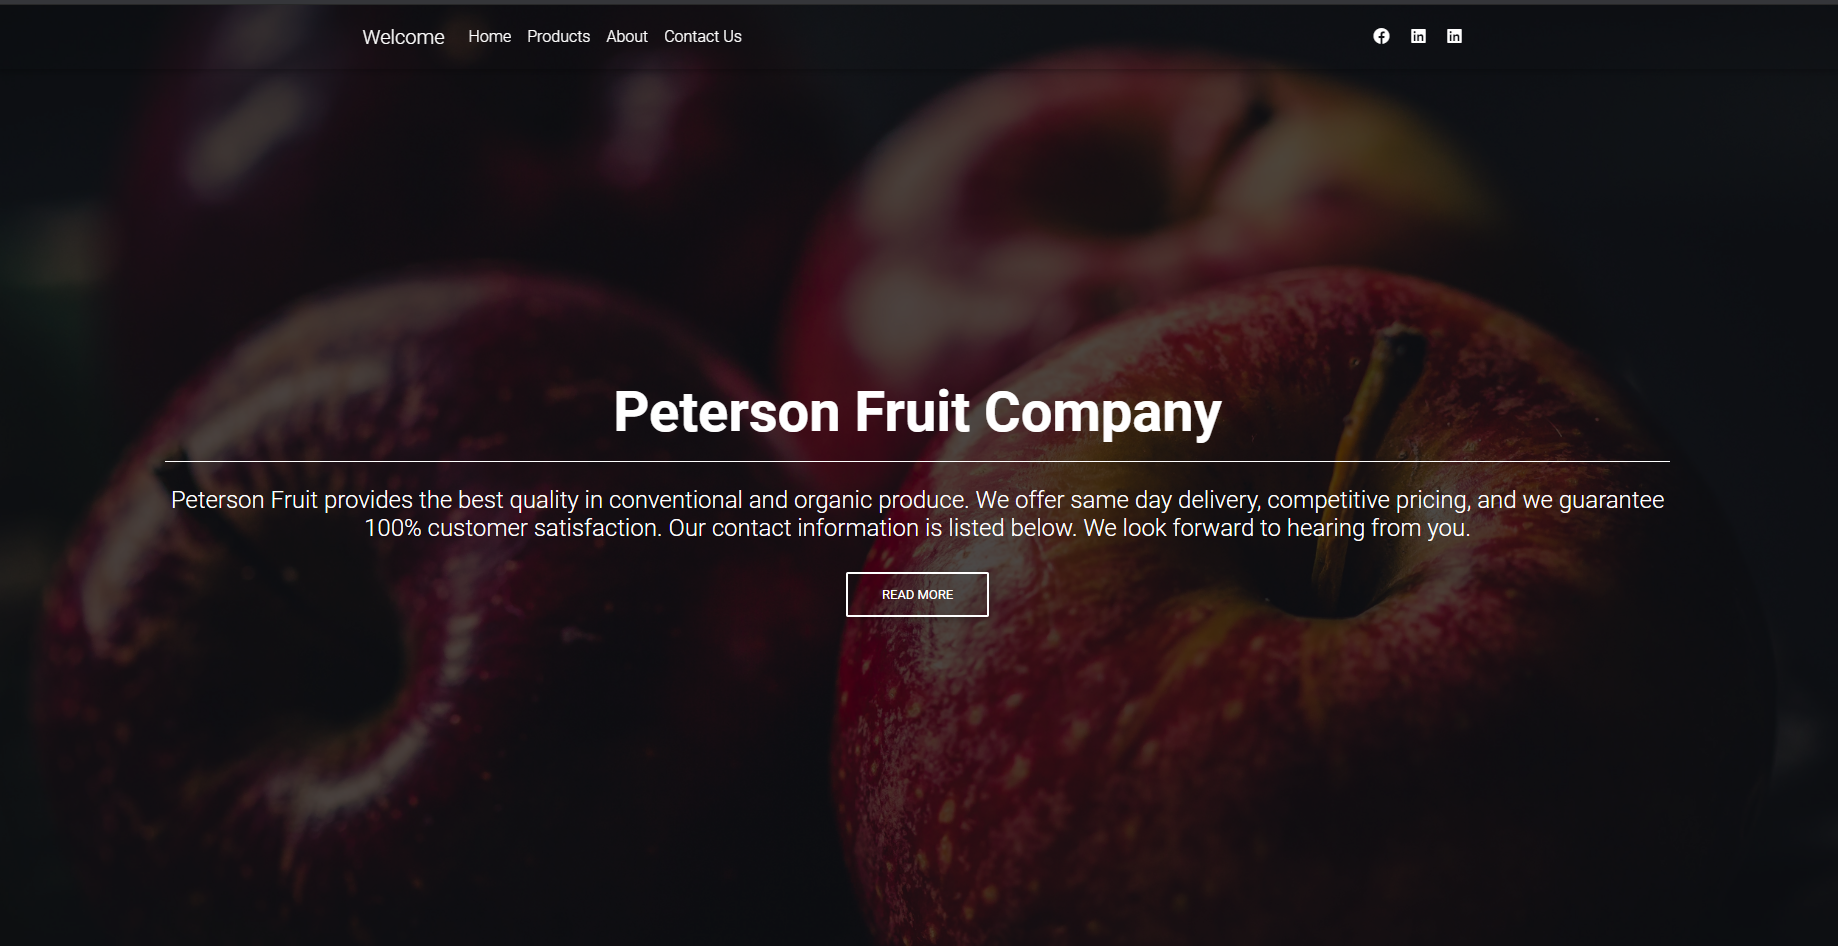 Welcome Home Products About Contact Us
Peterson Fruit Company
Peterson Fruit provides the best quality in conventional and organic produce. We offer same day delivery, competitive pricing, and we guarantee
100% customer satisfaction. Our contact information is listed below. We look forward to hearing from you.
READ MORE